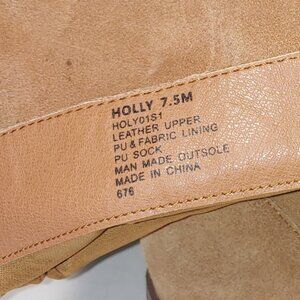 HOLLY 7.5M
HOLY01S1
LEATHER UPPER
PU & FABRIC LINING
PU SOCK
MAN MADE OUTSOLE
MADE IN CHINA
676